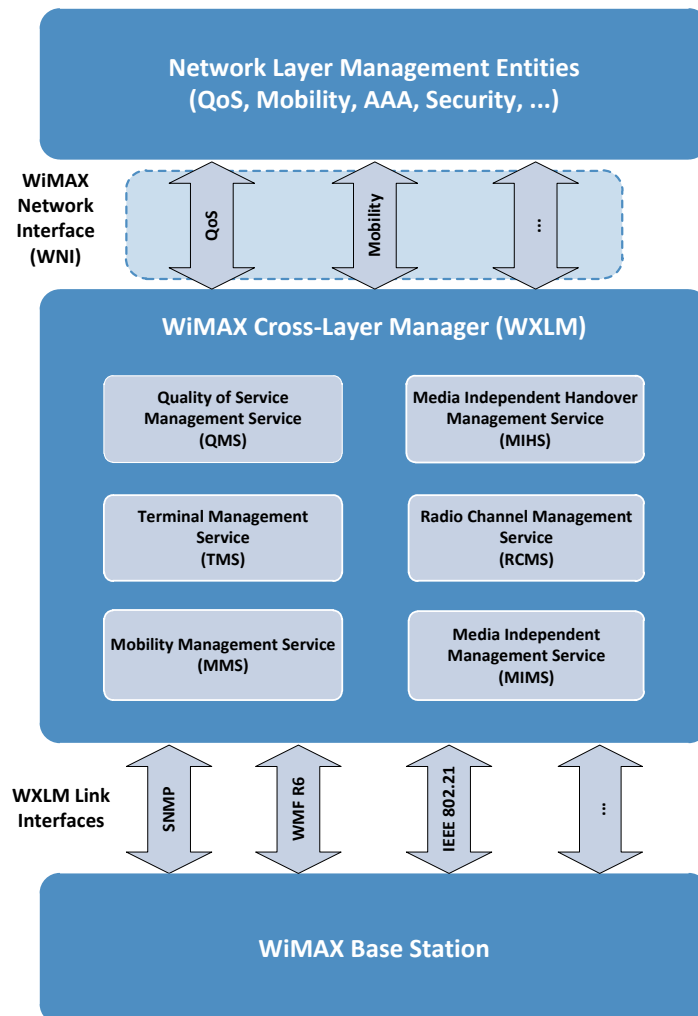 Network Layer Management Entities
(QoS, Mobility, AAA, Security, ...)
WiMAX
Network
Interface
(WNI)
QoS
Mobility
...
WiMAX Cross-Layer Manager (WXLM)
Quality of Service
Management Service
(QMS)
Media Independent Handover
Management Service
(MIHS)
Terminal Management
Service
(TMS)
Radio Channel Management
Service
(RCMS)
Mobility Management Service
(MMS)
Media Independent
Management Service
(MIMS)
WXLM Link
Interfaces
SNMP
WMF R6
IEEE 802.21
...
WiMAX Base Station